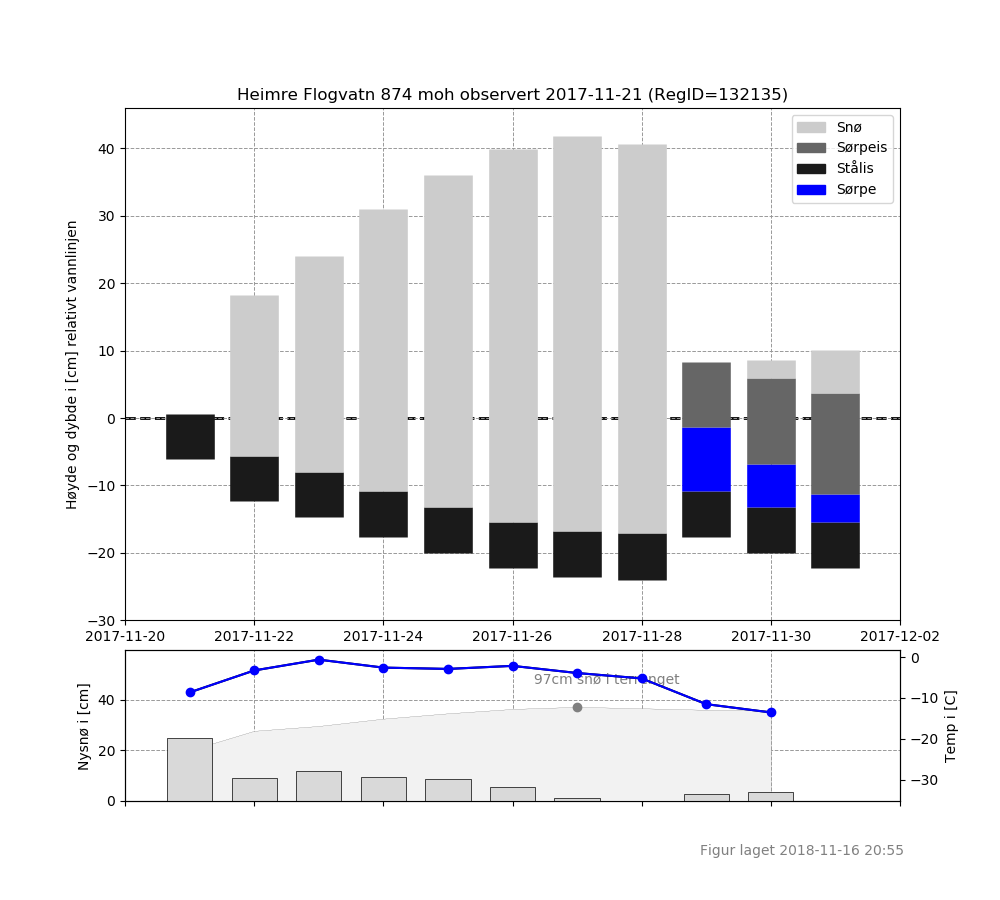 Heimre Flogvatn 874 moh observert 2017-11-21 (RegID=132135)
Snø
Sørpeis
Stålis
Sørpe
Høyde og dybde i [cm] relativt vannlinjen
40
30
20
10
0
−10
−20
−30
2017-11-20 2017-11-22 2017-11-24 2017-11-26 2017-11-28 2017-11-30 2017-12-02
97cm snø i terrenget
Nysnø i [cm]
40
20
0
Temp i [C]
0
−10
−20
−30
Figur laget 2018-11-16 20:55